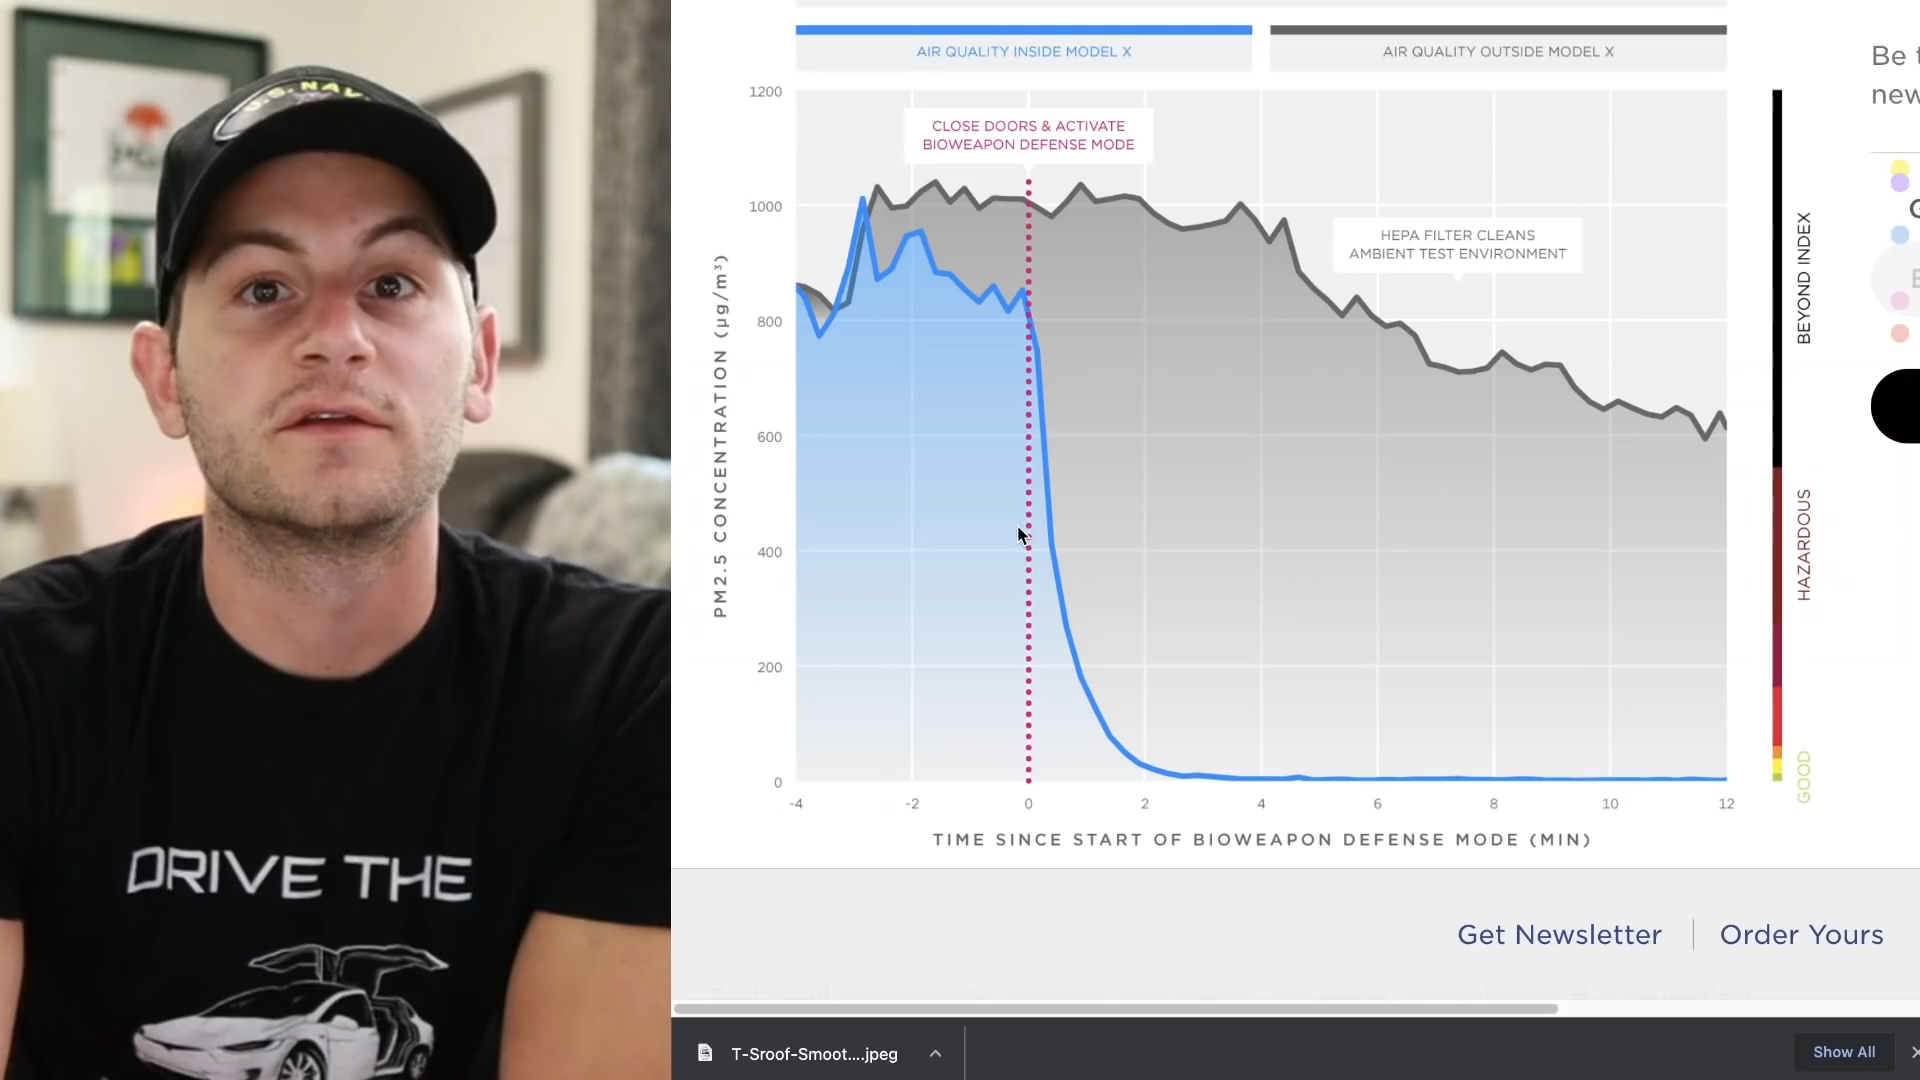 U.S. NAV
DRIVE THE
AIR QUALITY INSIDE MODEL X
AIR QUALITY OUTSIDE MODEL X
1200
1000
800
600
400
200
0
PM2.5 CONCENTRATION (µg/m³)
CLOSE DOORS & ACTIVATE
BIOWEAPON DEFENSE MODE
HEPA FILTER CLEANS
AMBIENT TEST ENVIRONMENT
-4
-2
0
2
4
6
8
10
12
TIME SINCE START OF BIOWEAPON DEFENSE MODE (MIN)
BEYOND INDEX
HAZARDOUS
GOOD
Be t
new
Get Newsletter
Order Yours
T-Sroof-Smoot....jpeg
Show All